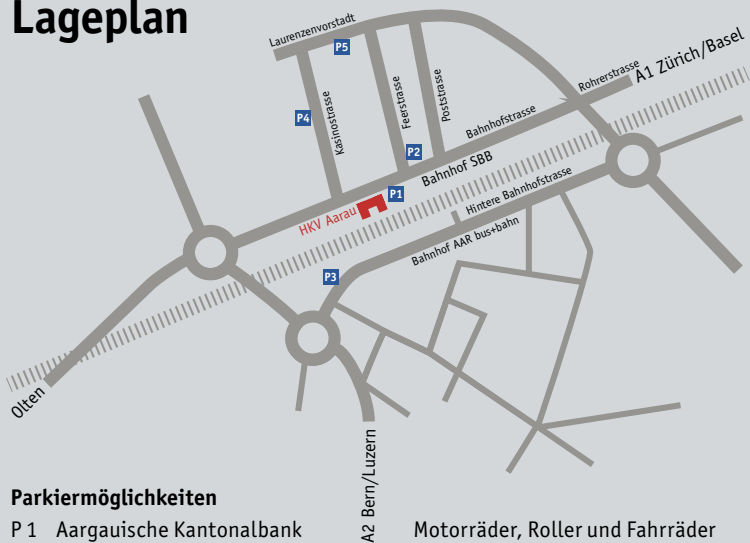 Lageplan
Laurenzenvorstadt
P5
Rohrerstrasse
A1 Zürich/Basel
Kasinostrasse
Feerstrasse
Poststrasse
P4
Bahnhofstrasse
P2
Bahnhof SBB
P1
HKV Aarau
Hintere Bahnhofstrasse
Bahnhof AAR bus+bahn
P3
Olten
A2 Bern/Luzern
Parkiermöglichkeiten
P 1 Aargauische Kantonalbank
Motorräder, Roller und Fahrräder